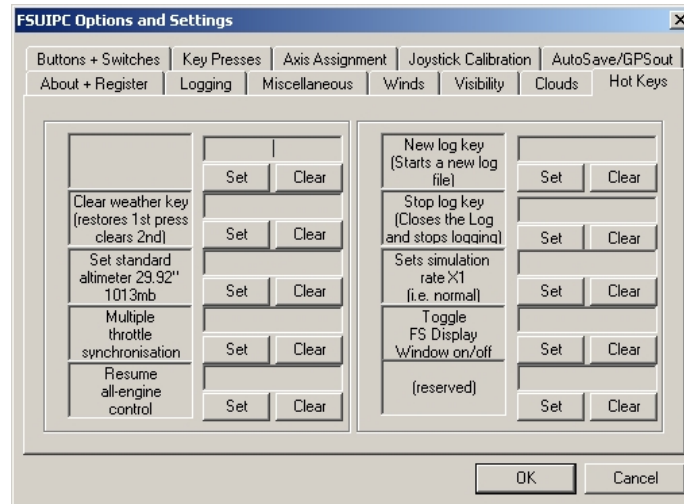 FSUIPC Options and Settings
Buttons + Switches Key Presses Axis Assignment Joystick Calibration AutoSave/GPSout
About + Register Logging Miscellaneous Winds Visibility Clouds Hot Keys
Set Clear
Clear weather key
(restores 1st press
clears 2nd)
Set Clear
Set standard
altimeter 29.92"
1013mb
Set Clear
Multiple
throttle
synchronisation
Set Clear
Resume
all-engine
control
Set Clear
New log key
(Starts a new log
file)
Set Clear
Stop log key
(Closes the Log
and stops logging)
Set Clear
Sets simulation
rate X1
(i.e. normal)
Set Clear
Toggle
FS Display
Window on/off
Set Clear
(reserved)
Set Clear
OK Cancel